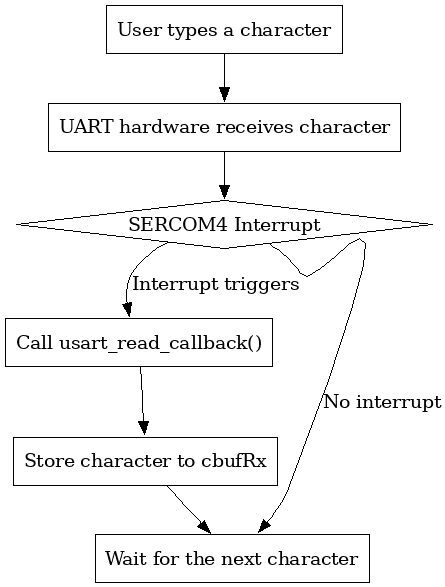 User types a character
UART hardware receives character
SERCOM4 Interrupt
Interrupt triggers
Call usart_read_callback()
No interrupt
Store character to cbufRx
Wait for the next character